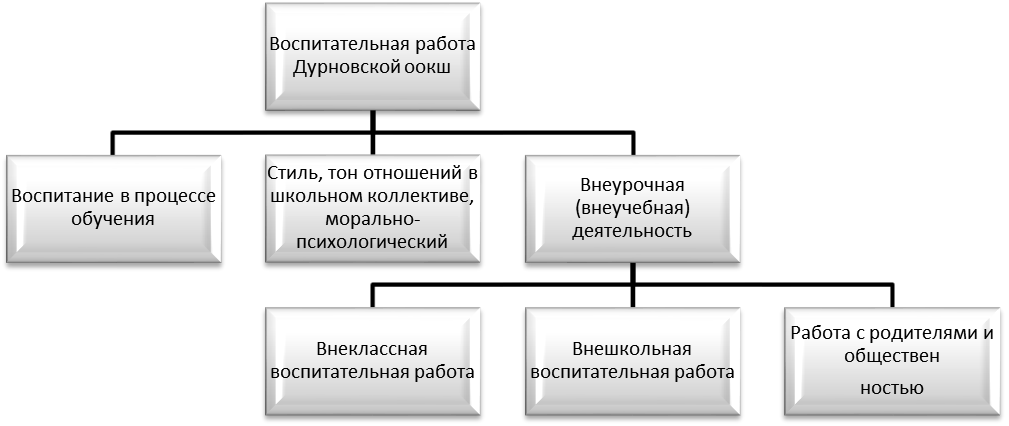 Воспитательная работа
Дурновской оокш
Воспитание в процессе
обучения
Стиль, тон отношений в
школьном коллективе,
морально-
психологический
Внеурочная
(внеучебная)
деятельность
Внеклассная
воспитательная работа
Внешкольная
воспитательная работа
Работа с родителями и
обществен
ностью